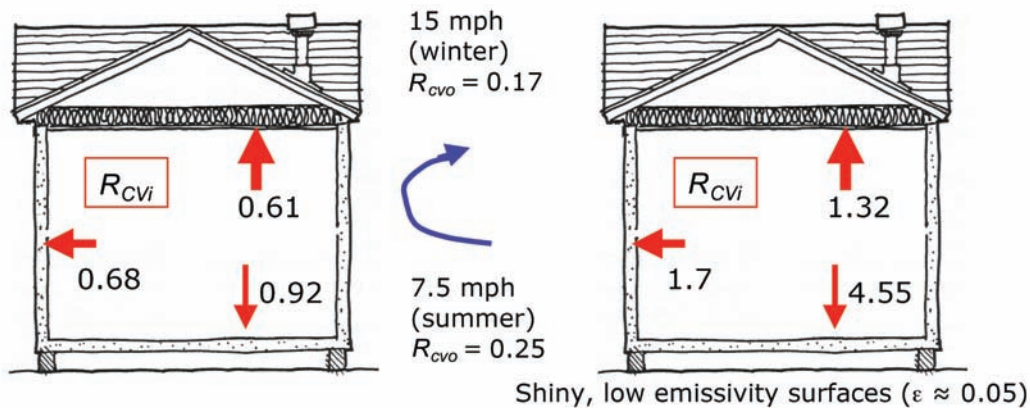 R_CVi
0.61
0.68
0.92
15 mph
(winter)
R_cvo = 0.17
7.5 mph
(summer)
R_cvo = 0.25
R_CVi
1.32
1.7
4.55
Shiny, low emissivity surfaces (ε ≈ 0.05)